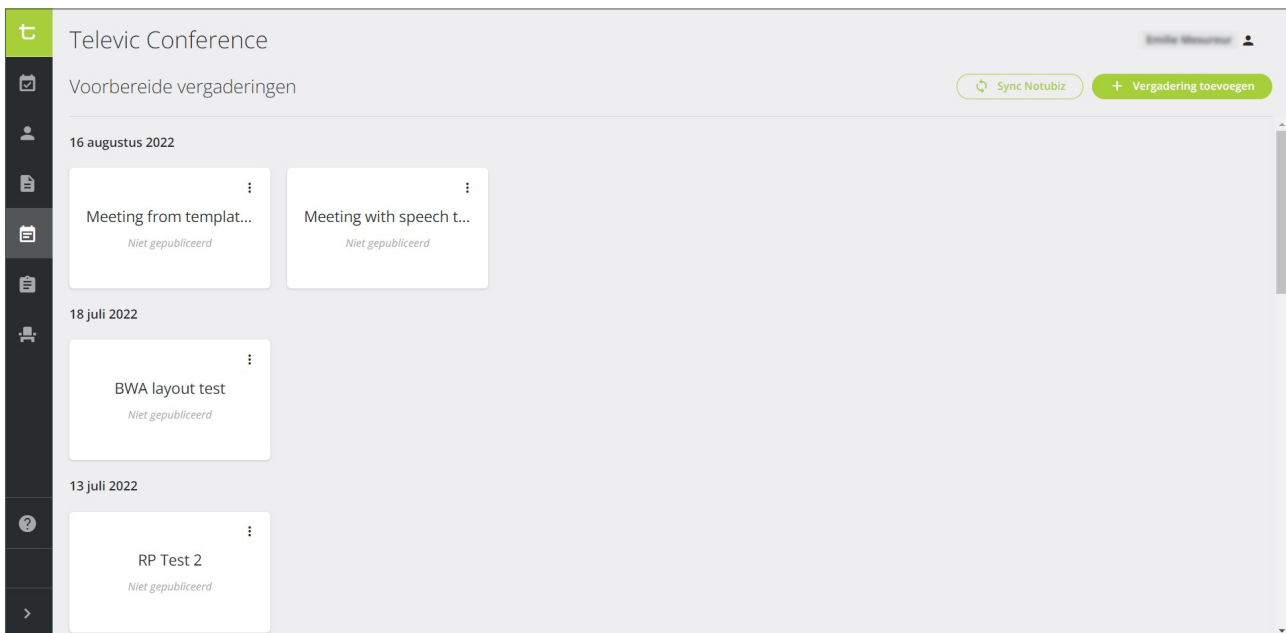 Televic Conference
Voorbereide vergaderingen
Sync Notubiz
+ Vergadering toevoegen
16 augustus 2022
Meeting from templat...
Niet gepubliceerd
Meeting with speech t...
Niet gepubliceerd
18 juli 2022
BWA layout test
Niet gepubliceerd
13 juli 2022
RP Test 2
Niet gepubliceerd